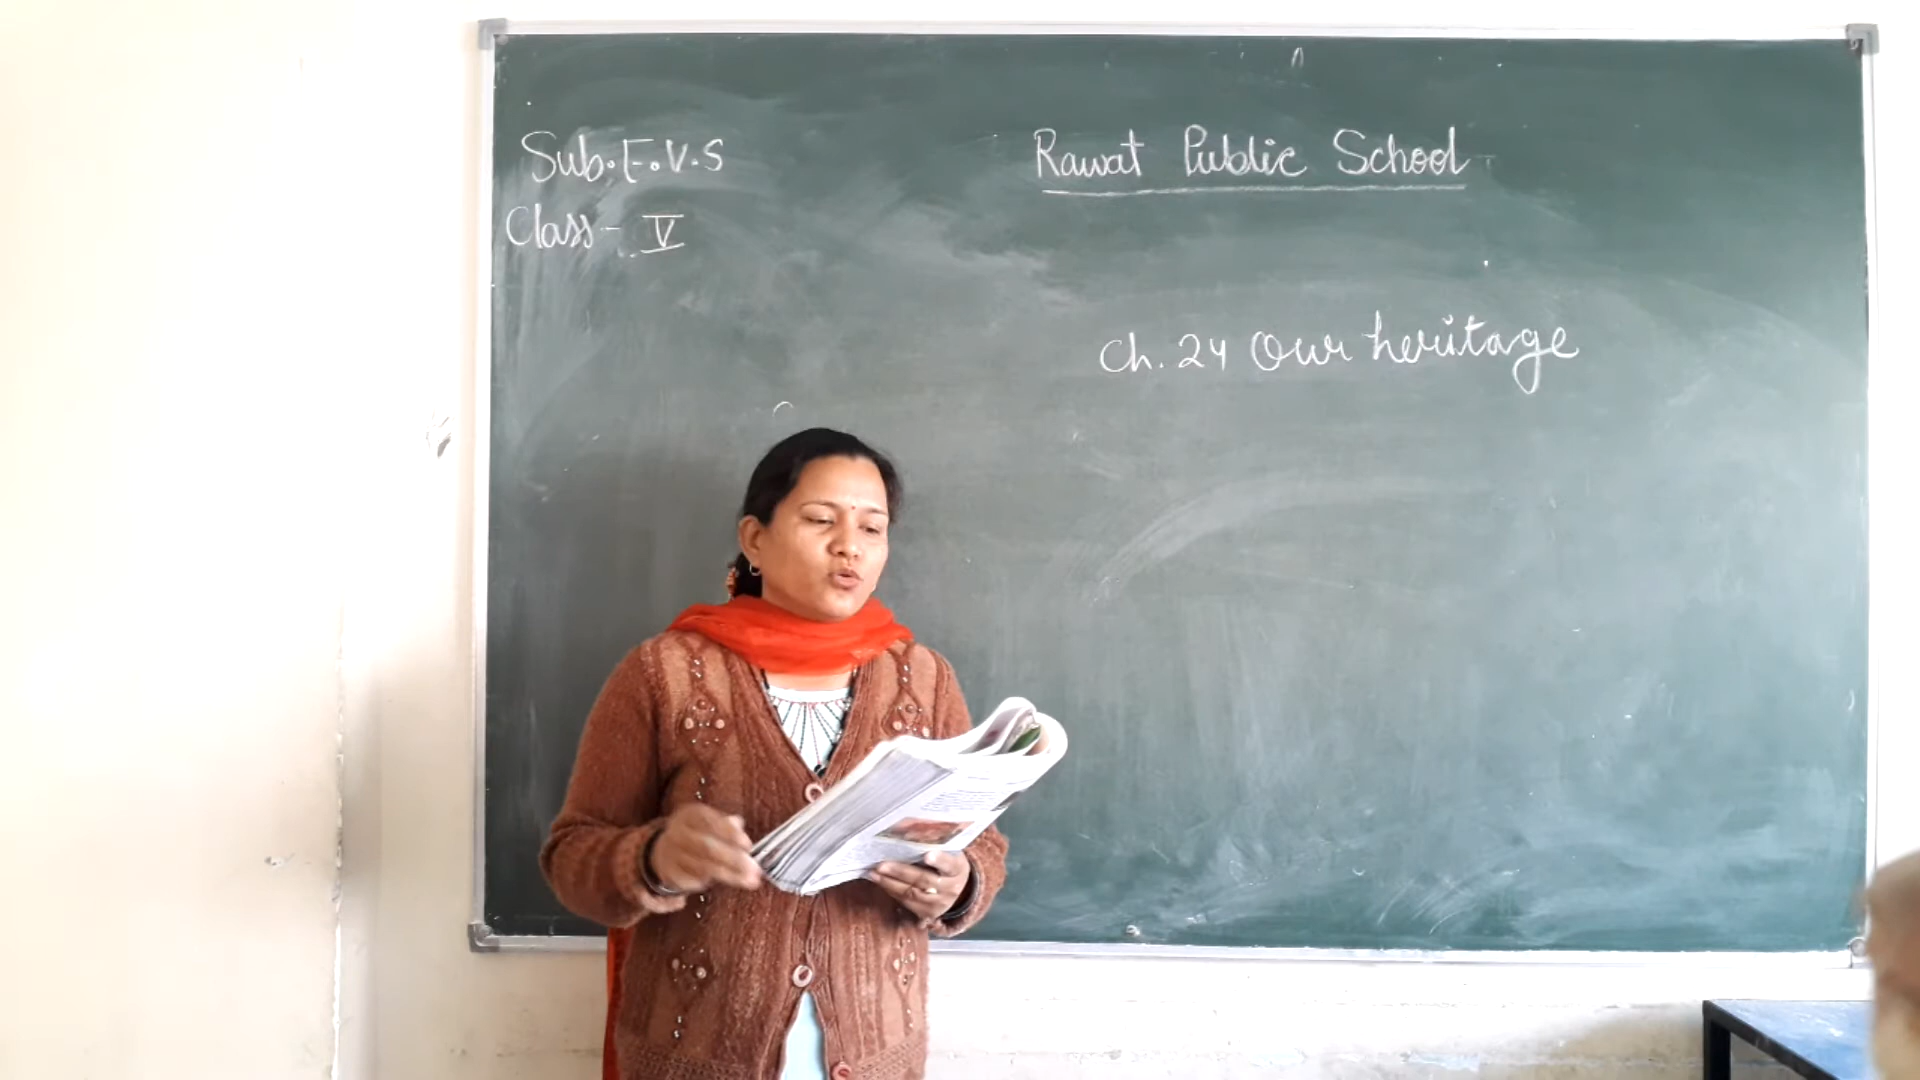 Sub. E.V.S
Class - V
Rawat Public School
Ch. 24 Our heritage